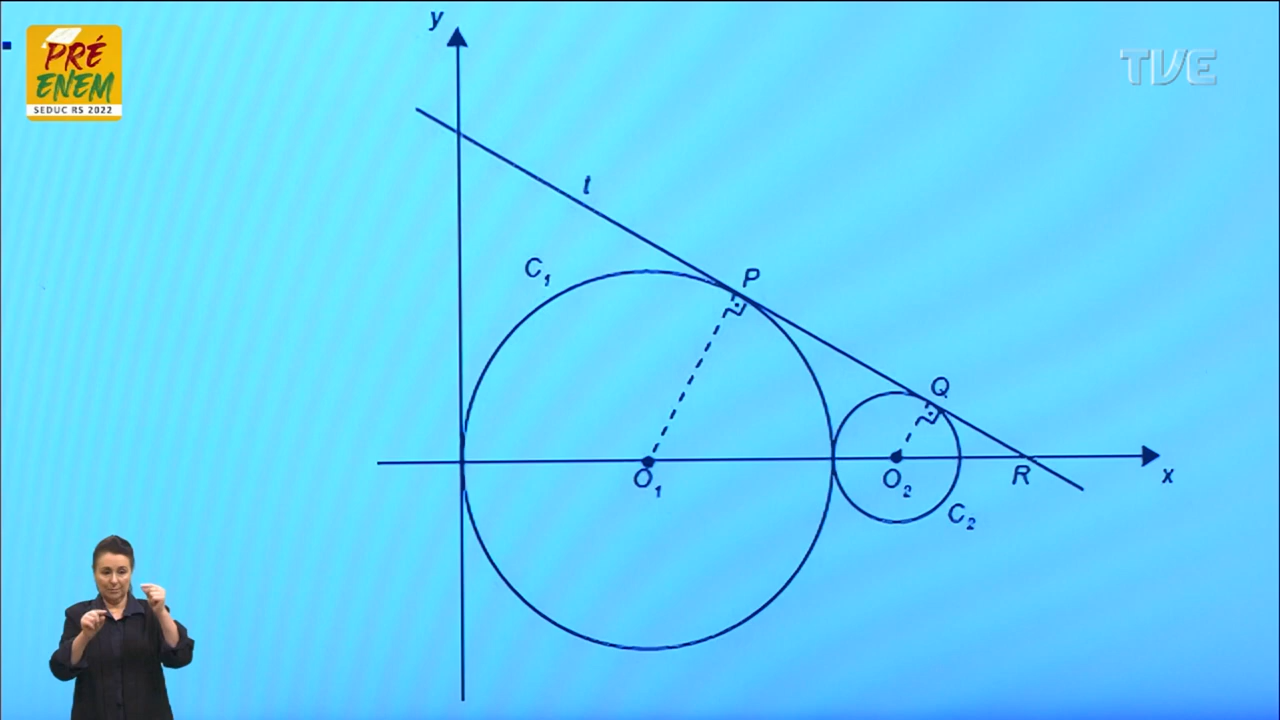 PRÉ
ENEM
SEDUC RS 2022
TVE
y
t
C₁
P
Q
O₁
O₂
R
x
C₂